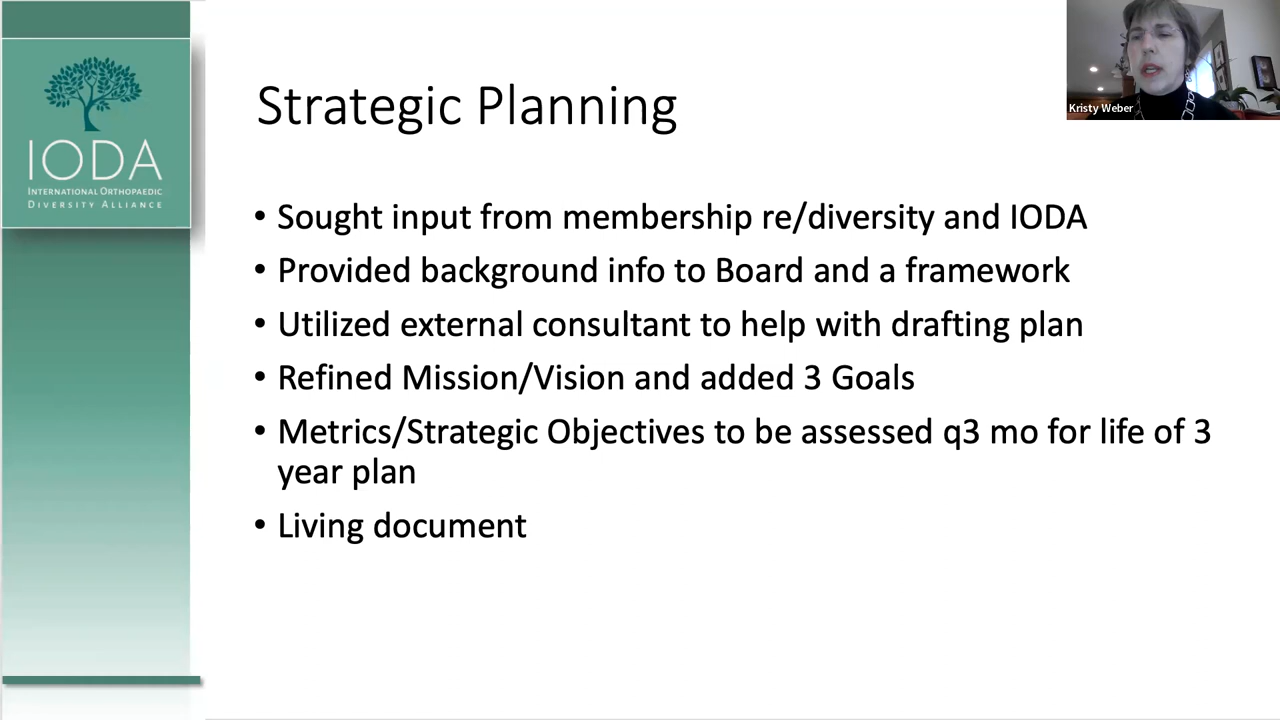 IODA
INTERNATIONAL ORTHOPAEDIC
DIVERSITY ALLIANCE
Strategic Planning
Kristy Weber
• Sought input from membership re/diversity and IODA
• Provided background info to Board and a framework
• Utilized external consultant to help with drafting plan
• Refined Mission/Vision and added 3 Goals
• Metrics/Strategic Objectives to be assessed q3 mo for life of 3
year plan
• Living document